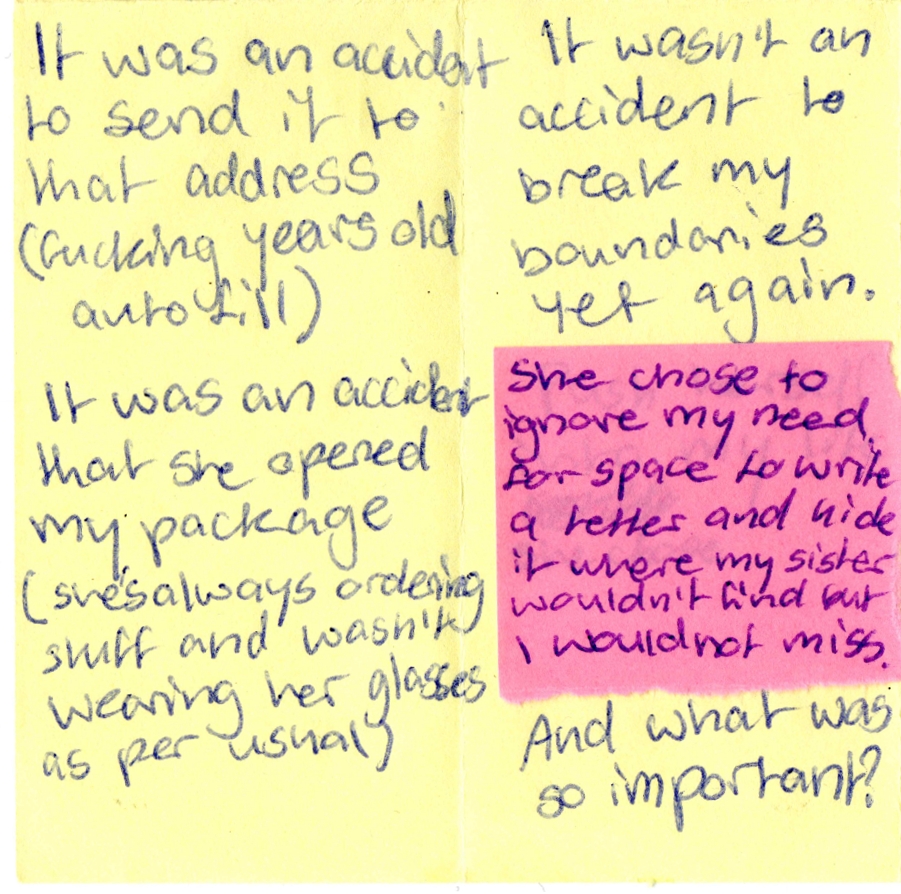 It was an accident
to send it to
that address
(fucking years old
autofill)
It was an accident
that she opened
my package
(she's always ordering
stuff and wasn't
wearing her glasses
as per usual)
It wasn't an
accident to
break my
boundaries
yet again.
She chose to
ignore my need
for space to write
a letter and hide
it where my sister
wouldn't find but
I would not miss.
And what was
so important?